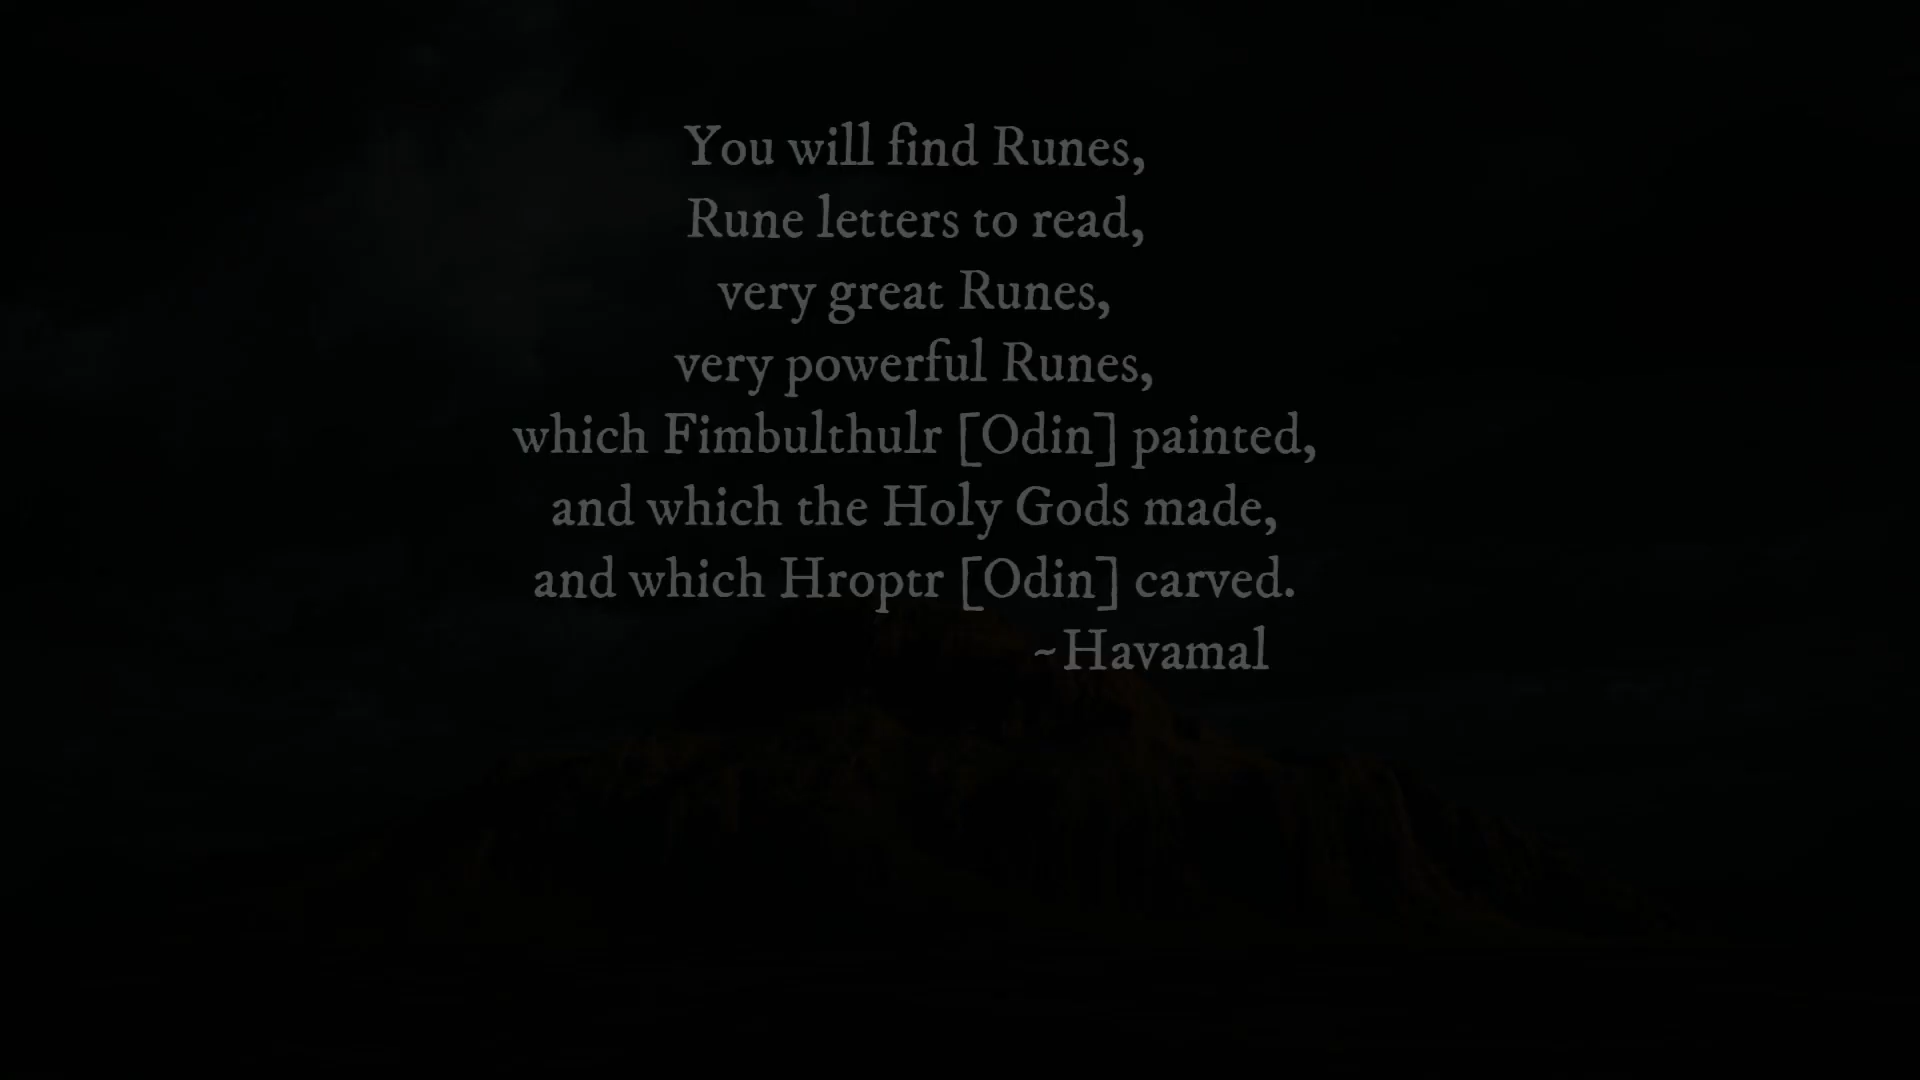 You will find Runes,
Rune letters to read,
very great Runes,
very powerful Runes,
which Fimbulthulr [Odin] painted,
and which the Holy Gods made,
and which Hroptr [Odin] carved.
~Havamal